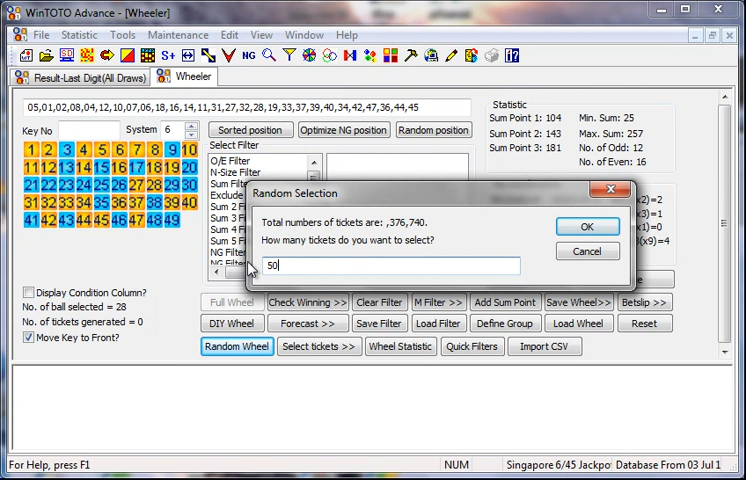 WinTOTO Advance - [Wheeler]
File Statistic Tools Maintenance Edit View Window Help
S+ NG
Result-Last Digit(All Draws) Wheeler
05,01,02,08,04,12,10,07,06,18,16,14,11,31,27,32,28,19,33,37,39,40,34,42,47,36,44,45
Key No System 6 Sorted position Optimize NG position Random position
Statistic
Sum Point 1: 104 Min. Sum: 25
Sum Point 2: 143 Max. Sum: 257
Sum Point 3: 181 No. of Odd: 12
No. of Even: 16
Select Filter
1 2 3 4 5 6 7 8 9 10
11 12 13 14 15 16 17 18 19 20
21 22 23 24 25 26 27 28 29 30
31 32 33 34 35 36 37 38 39 40
41 42 43 44 45 46 47 48 49
O/E Filter
N-Size Filter
Sum Filter
Exclude
Sum 2 F
Sum 3 F
Sum 4 F
Sum 5 F
NG Filter
NG Filter
x2)=2
x3)=1
x1)=0
(x9)=4
Random Selection
Total numbers of tickets are: ,376,740.
How many tickets do you want to select?
50
OK
Cancel
Display Condition Column?
No. of ball selected = 28
No. of tickets generated = 0
Move Key to Front?
Full Wheel Check Winning >> Clear Filter M Filter >> Add Sum Point Save Wheel>> Betslip >>
DIY Wheel Forecast >> Save Filter Load Filter Define Group Load Wheel Reset
Random Wheel Select tickets >> Wheel Statistic Quick Filters Import CSV
For Help, press F1 NUM Singapore 6/45 Jackpo Database From 03 Jul 1